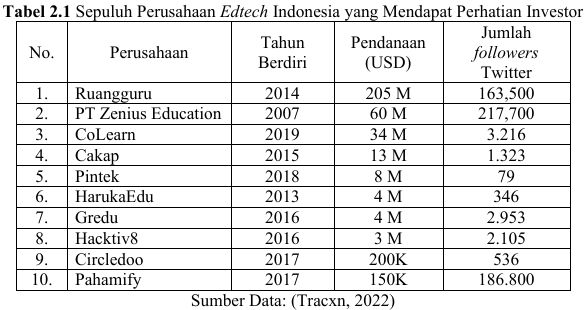 Tabel 2.1 Sepuluh Perusahaan Edtech Indonesia yang Mendapat Perhatian Investor
No. Perusahaan Tahun Berdiri Pendanaan (USD) Jumlah followers Twitter
1. Ruangguru 2014 205 M 163,500
2. PT Zenius Education 2007 60 M 217,700
3. CoLearn 2019 34 M 3.216
4. Cakap 2015 13 M 1.323
5. Pintek 2018 8 M 79
6. HarukaEdu 2013 4 M 346
7. Gredu 2016 4 M 2.953
8. Hacktiv8 2016 3 M 2.105
9. Circledoo 2017 200K 536
10. Pahamify 2017 150K 186.800
Sumber Data: (Tracxn, 2022)